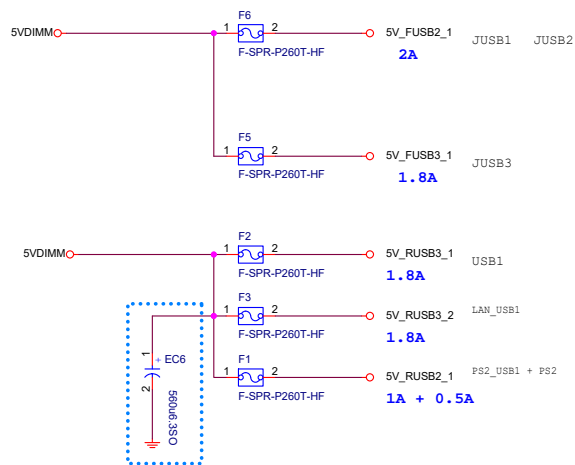 F6
5VDIMM 1 2 5V_FUSB2_1 JUSB1 JUSB2
F-SPR-P260T-HF 2A
F5
1 2 5V_FUSB3_1 JUSB3
F-SPR-P260T-HF 1.8A
F2
5VDIMM 1 2 5V_RUSB3_1 USB1
F-SPR-P260T-HF 1.8A
F3
1 2 5V_RUSB3_2 LAN_USB1
F-SPR-P260T-HF 1.8A
1 + EC6 F1
2 1 2 5V_RUSB2_1 PS2_USB1 + PS2
560u6.3SO F-SPR-P260T-HF 1A + 0.5A